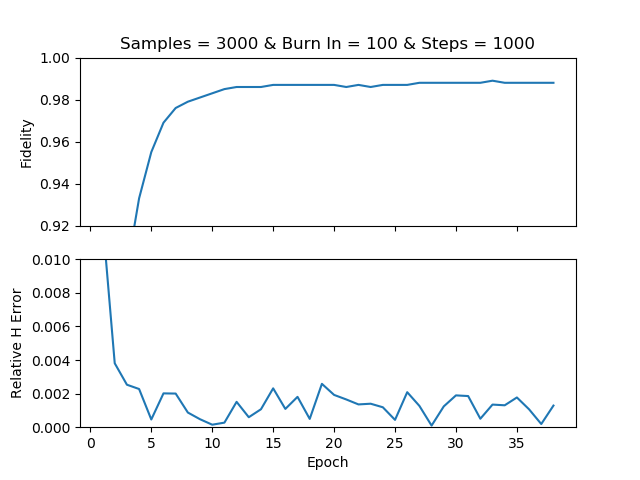 Samples = 3000 & Burn In = 100 & Steps = 1000
1.00
0.98
0.96
0.94
0.92
Fidelity
0.010
0.008
0.006
0.004
0.002
0.000
Relative H Error
0 5 10 15 20 25 30 35
Epoch